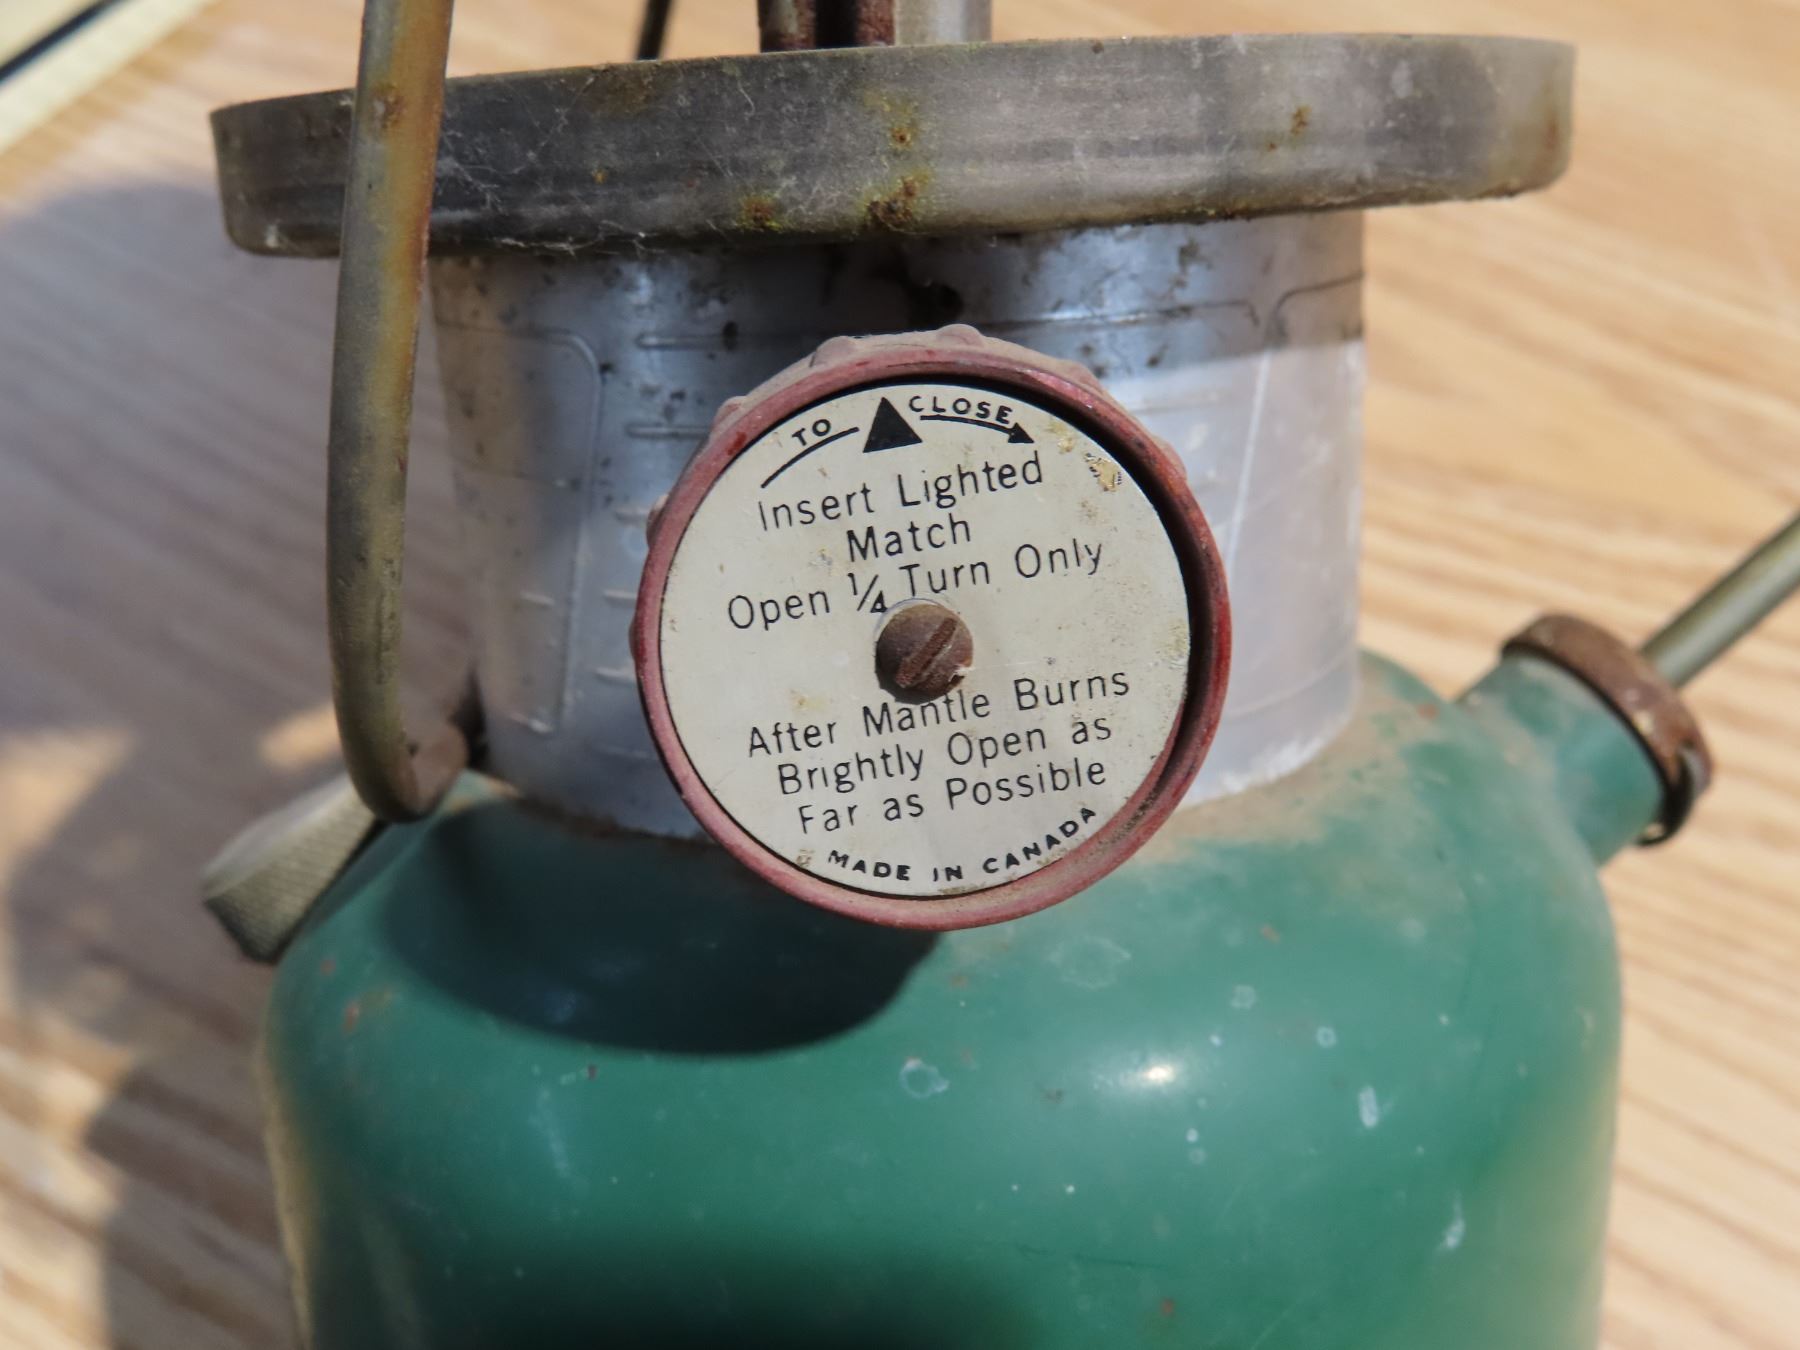 TO CLOSE
Insert Lighted
Match
Open 1/4 Turn Only
After Mantle Burns
Brightly Open as
Far as Possible
MADE IN CANADA